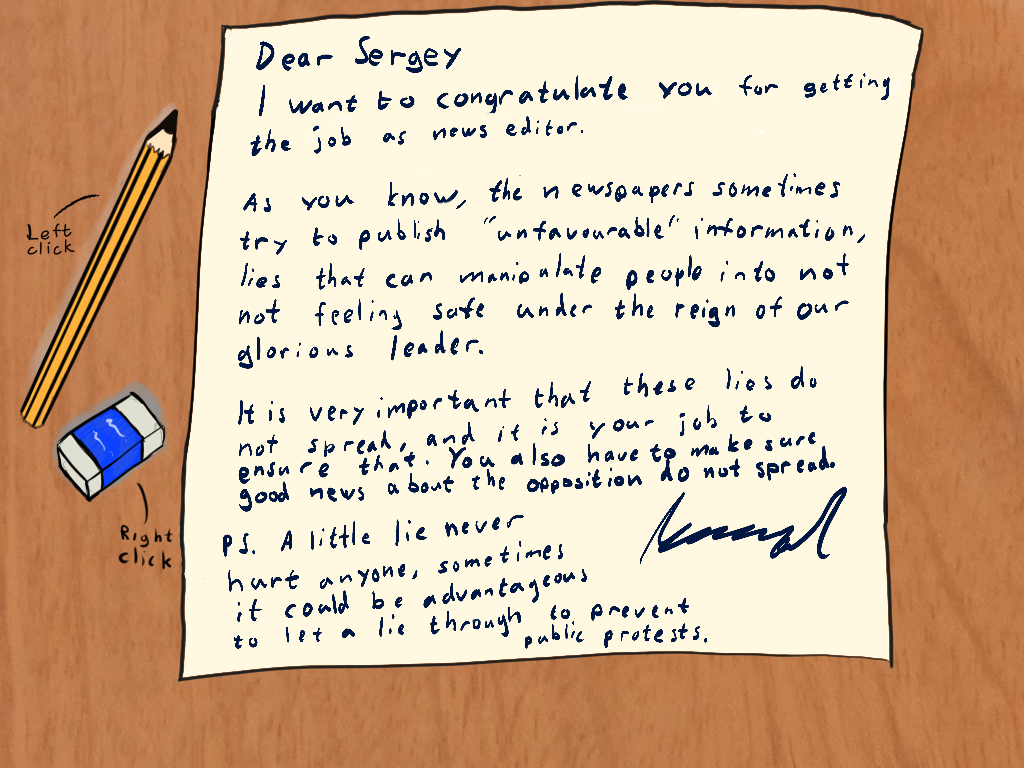 Dear Sergey
I want to congratulate you for getting
the job as news editor.
As you know, the newspapers sometimes
try to publish "unfavourable" information,
lies that can manipulate people into not
not feeling safe under the reign of our
glorious leader.
It is very important that these lies do
not spread, and it is your job to
ensure that. You also have to make sure
good news about the opposition do not spread.
PS. A little lie never
hurt anyone, sometimes
it could be advantageous
to let a lie through to prevent
public protests.
Left
click
Right
click